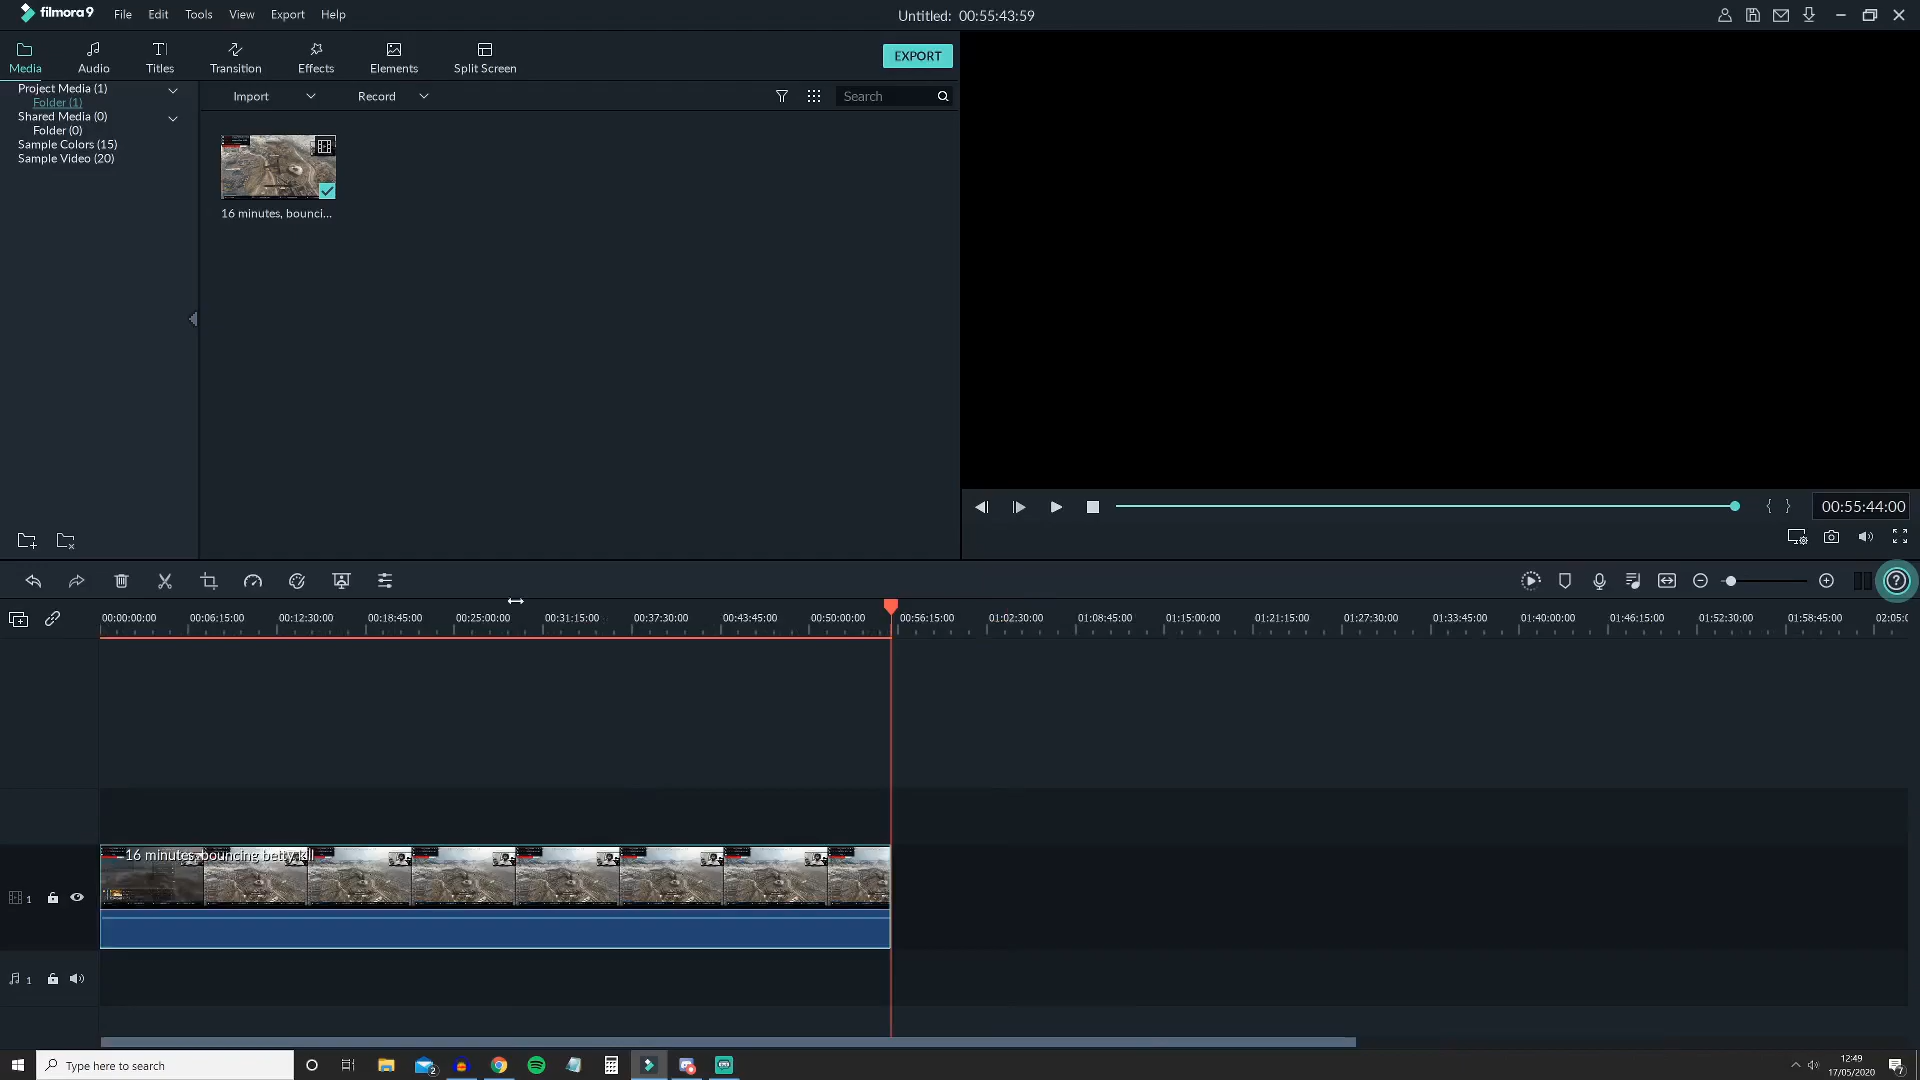 filmora9 File Edit Tools View Export Help
Untitled: 00:55:43:59
Media Audio Titles Transition Effects Elements Split Screen
EXPORT
Project Media (1)
Folder (1)
Shared Media (0)
Folder (0)
Sample Colors (15)
Sample Video (20)
Import Record Search
16 minutes, bounci...
00:55:44:00
00:00:00:00 00:06:15:00 00:12:30:00 00:18:45:00 00:25:00:00 00:31:15:00 00:37:30:00 00:43:45:00 00:50:00:00 00:56:15:00 01:02:30:00 01:08:45:00 01:15:00:00 01:21:15:00 01:27:30:00 01:33:45:00 01:40:00:00 01:46:15:00 01:52:30:00 01:58:45:00 02:05:0
16 minutes, bouncing betty kill
1
1
Type here to search
2
12:49
17/05/2020
7